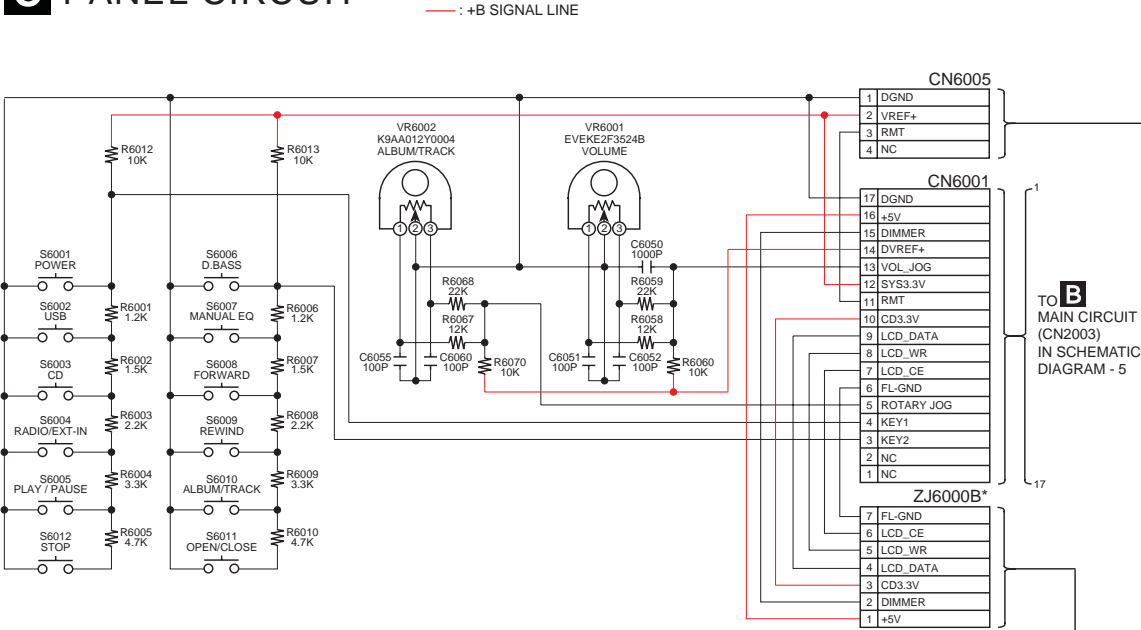 PANEL CIRCUIT
: +B SIGNAL LINE
CN6005
1 DGND
2 VREF+
3 RMT
4 NC
VR6002
K9AA012Y0004
ALBUM/TRACK
1 2 3
VR6001
EVEKE2F3524B
VOLUME
1 2 3
R6012
10K
R6013
10K
CN6001
17 DGND
16 +5V
15 DIMMER
14 DVREF+
13 VOL_JOG
12 SYS3.3V
11 RMT
10 CD3.3V
9 LCD_DATA
8 LCD_WR
7 LCD_CE
6 FL-GND
5 ROTARY JOG
4 KEY1
3 KEY2
2 NC
1 NC
1
17
TO B
MAIN CIRCUIT
(CN2003)
IN SCHEMATIC
DIAGRAM - 5
C6050
1000P
R6068
22K
R6059
22K
R6067
12K
R6058
12K
C6055
100P
C6060
100P
R6070
10K
C6051
100P
C6052
100P
R6060
10K
S6001
POWER
S6006
D.BASS
S6002
USB
R6001
1.2K
S6007
MANUAL EQ
R6006
1.2K
S6003
CD
R6002
1.5K
S6008
FORWARD
R6007
1.5K
S6004
RADIO/EXT-IN
R6003
2.2K
S6009
REWIND
R6008
2.2K
S6005
PLAY / PAUSE
R6004
3.3K
S6010
ALBUM/TRACK
R6009
3.3K
S6012
STOP
R6005
4.7K
S6011
OPEN/CLOSE
R6010
4.7K
ZJ6000B*
7 FL-GND
6 LCD_CE
5 LCD_WR
4 LCD_DATA
3 CD3.3V
2 DIMMER
1 +5V